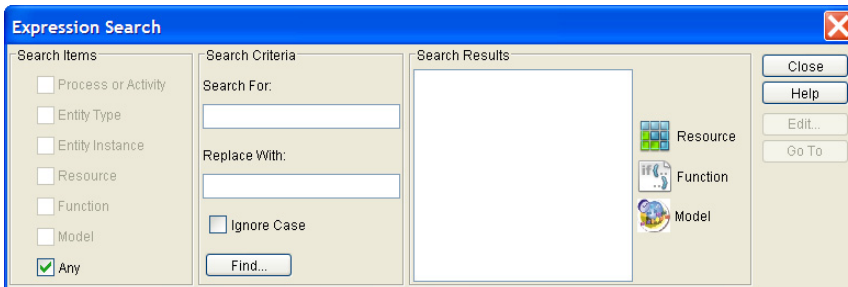 Expression Search
Search Items
Process or Activity
Entity Type
Entity Instance
Resource
Function
Model
Any
Search Criteria
Search For:
Replace With:
Ignore Case
Find...
Search Results
Resource
if(..
..)
Function
Model
Close
Help
Edit...
Go To